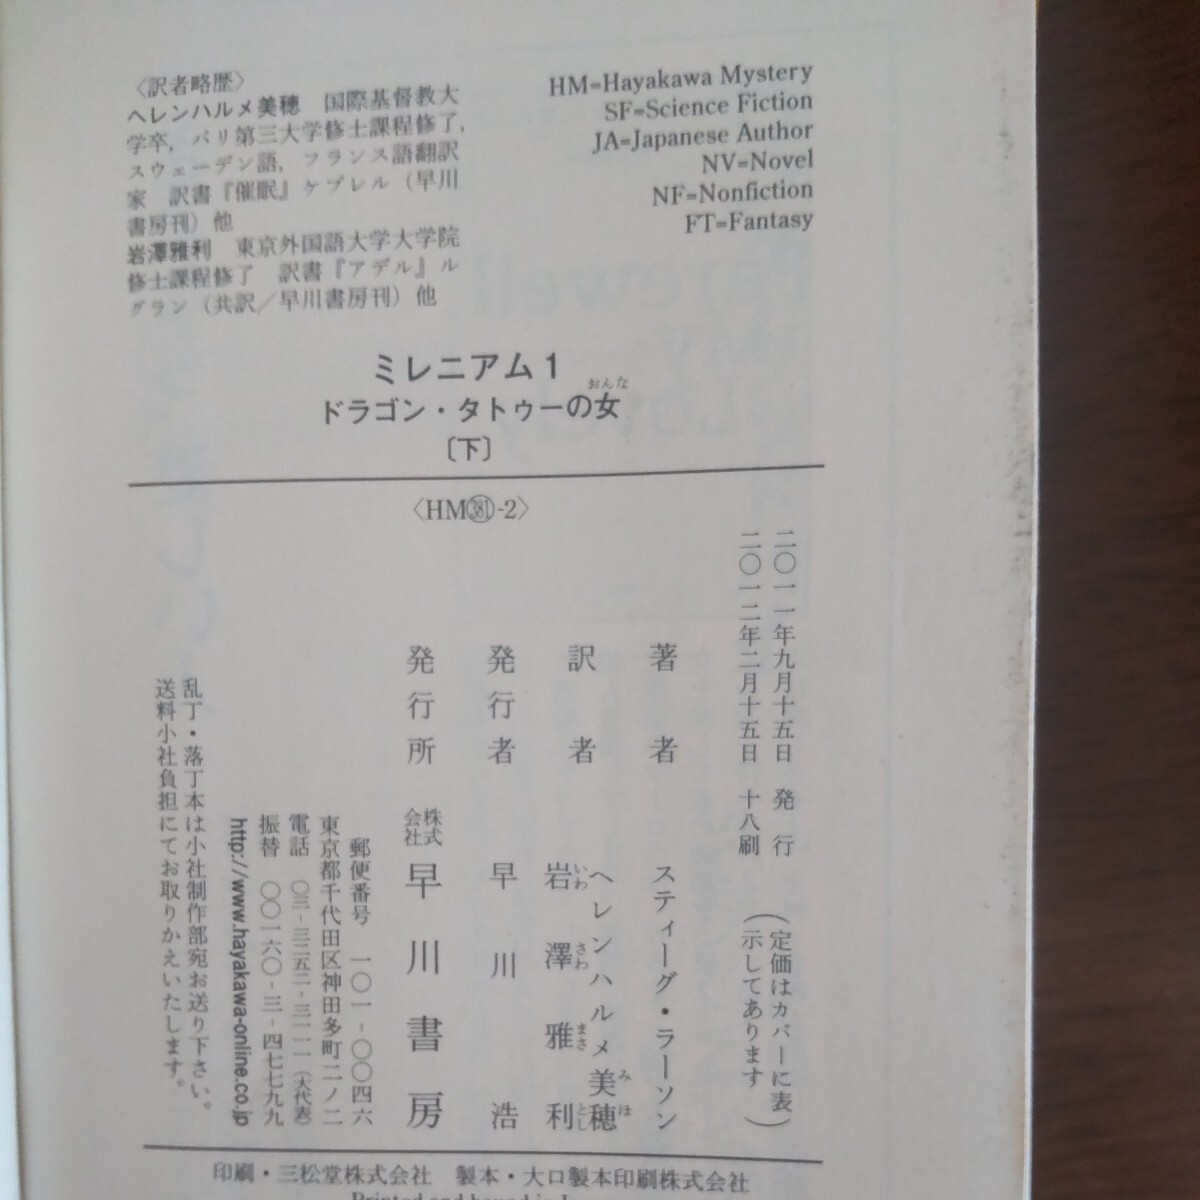 〈訳者略歴〉
ヘレンハルメ美穂 国際基督教大
学卒，パリ第三大学修士課程修了，
スウェーデン語，フランス語翻訳
家 訳書『催眠』ケプレル（早川
書房刊）他
岩澤雅利 東京外国語大学大学院
修士課程修了 訳書『アデル』ル
グラン（共訳／早川書房刊）他
HM=Hayakawa Mystery
SF=Science Fiction
JA=Japanese Author
NV=Novel
NF=Nonfiction
FT=Fantasy
ミレニアム1
おんな
ドラゴン・タトゥーの女
〔下〕
〈HM㊳-2〉
二〇一一年九月十五日 発行
二〇一二年二月十五日 十八刷
（定価はカバーに表
示してあります）
著者 スティーグ・ラーソン
訳者 ヘレンハルメ美穂
みほ
岩澤雅利
いわさわまさとし
発行者 早川 浩
発行所 株式会社 早川書房
郵便番号 一〇一-〇〇四六
東京都千代田区神田多町二ノ二
電話 〇三-三二五二-三一一一（大代表）
振替 〇〇一六〇-三-四七七九九
http://www.hayakawa-online.co.jp
乱丁・落丁本は小社制作部宛お送り下さい。
送料小社負担にてお取りかえいたします。
印刷・三松堂株式会社 製本・大口製本印刷株式会社
Printed and bound in